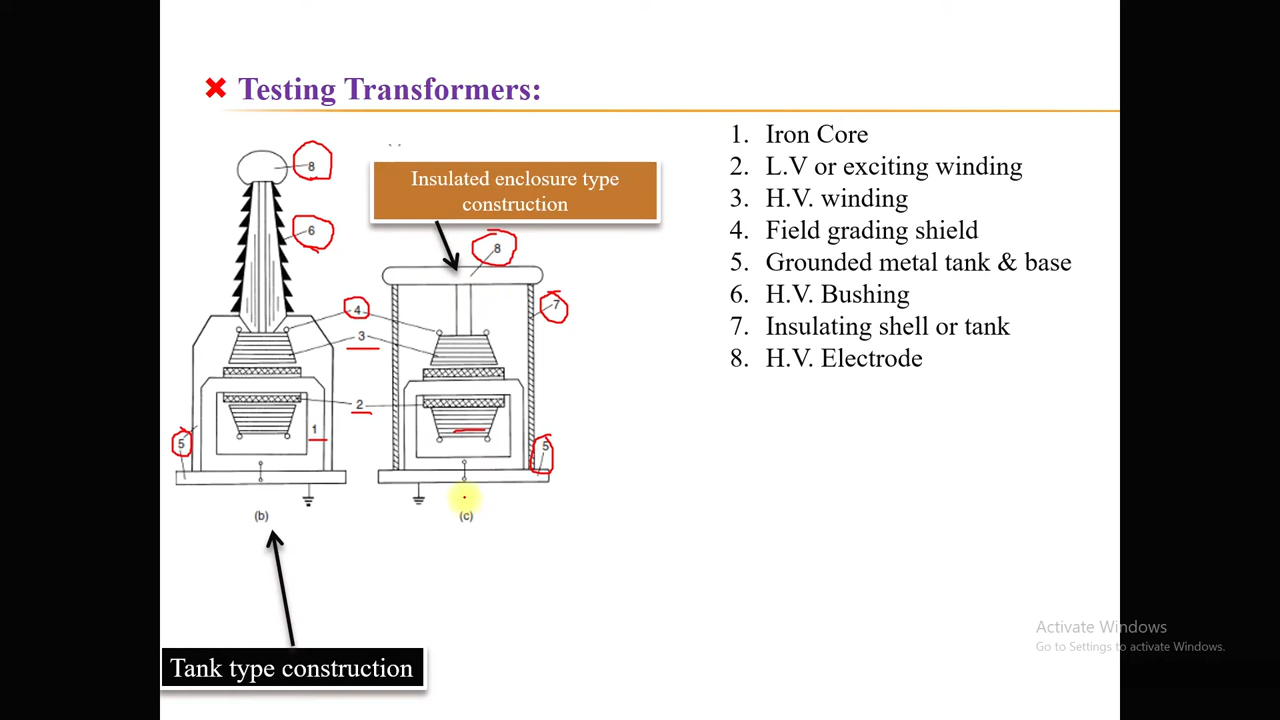 Testing Transformers:
Insulated enclosure type
construction
1. Iron Core
2. L.V or exciting winding
3. H.V. winding
4. Field grading shield
5. Grounded metal tank & base
6. H.V. Bushing
7. Insulating shell or tank
8. H.V. Electrode
8
6
8
4
7
3
2
1
5
5
(b)
(c)
Tank type construction
Activate Windows
Go to Settings to activate Windows.